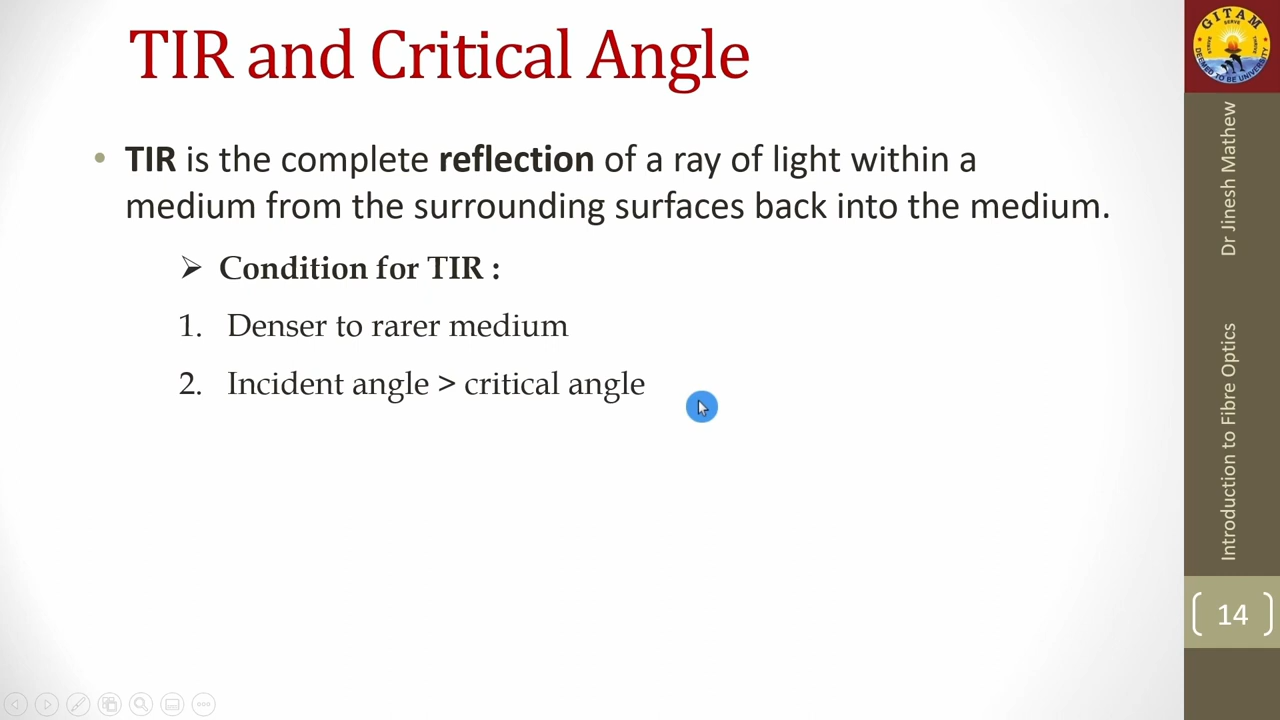 TIR and Critical Angle
• TIR is the complete reflection of a ray of light within a
medium from the surrounding surfaces back into the medium.
➢ Condition for TIR :
1. Denser to rarer medium
2. Incident angle > critical angle
GITAM
Dr Jinesh Mathew
Introduction to Fibre Optics
14